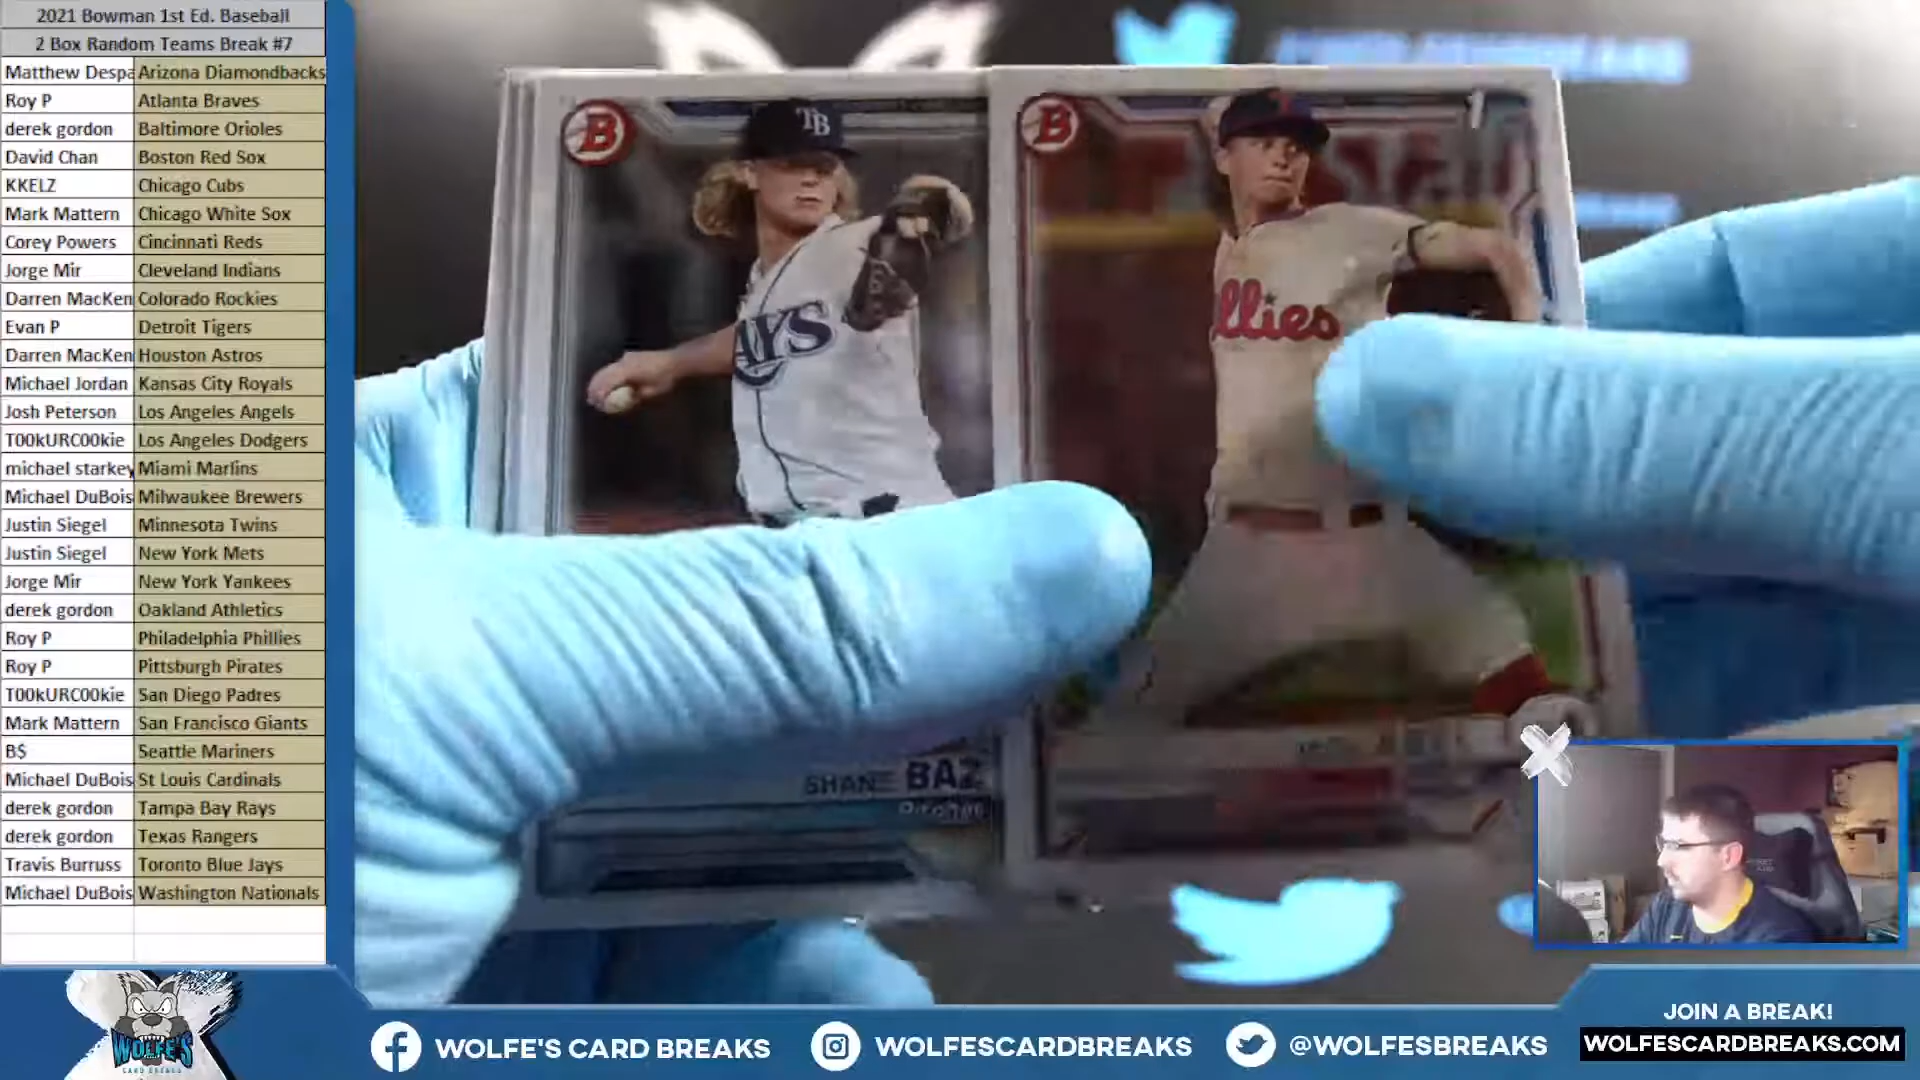 2021 Bowman 1st Ed. Baseball
2 Box Random Teams Break #7
Matthew Despa Arizona Diamondbacks
Roy P Atlanta Braves
derek gordon Baltimore Orioles
David Chan Boston Red Sox
KKELZ Chicago Cubs
Mark Mattern Chicago White Sox
Corey Powers Cincinnati Reds
Jorge Mir Cleveland Indians
Darren MacKen Colorado Rockies
Evan P Detroit Tigers
Darren MacKen Houston Astros
Michael Jordan Kansas City Royals
Josh Peterson Los Angeles Angels
T00kURC00kie Los Angeles Dodgers
michael starkey Miami Marlins
Michael DuBois Milwaukee Brewers
Justin Siegel Minnesota Twins
Justin Siegel New York Mets
Jorge Mir New York Yankees
derek gordon Oakland Athletics
Roy P Philadelphia Phillies
Roy P Pittsburgh Pirates
T00kURC00kie San Diego Padres
Mark Mattern San Francisco Giants
B$ Seattle Mariners
Michael DuBois St Louis Cardinals
derek gordon Tampa Bay Rays
derek gordon Texas Rangers
Travis Burruss Toronto Blue Jays
Michael DuBois Washington Nationals
B
TB
AYS
SHANE BAZ
Pitcher
B
llies
WOLFE'S
CARD BREAKS
WOLFE'S CARD BREAKS
WOLFESCARDBREAKS
@WOLFESBREAKS
JOIN A BREAK!
WOLFESCARDBREAKS.COM